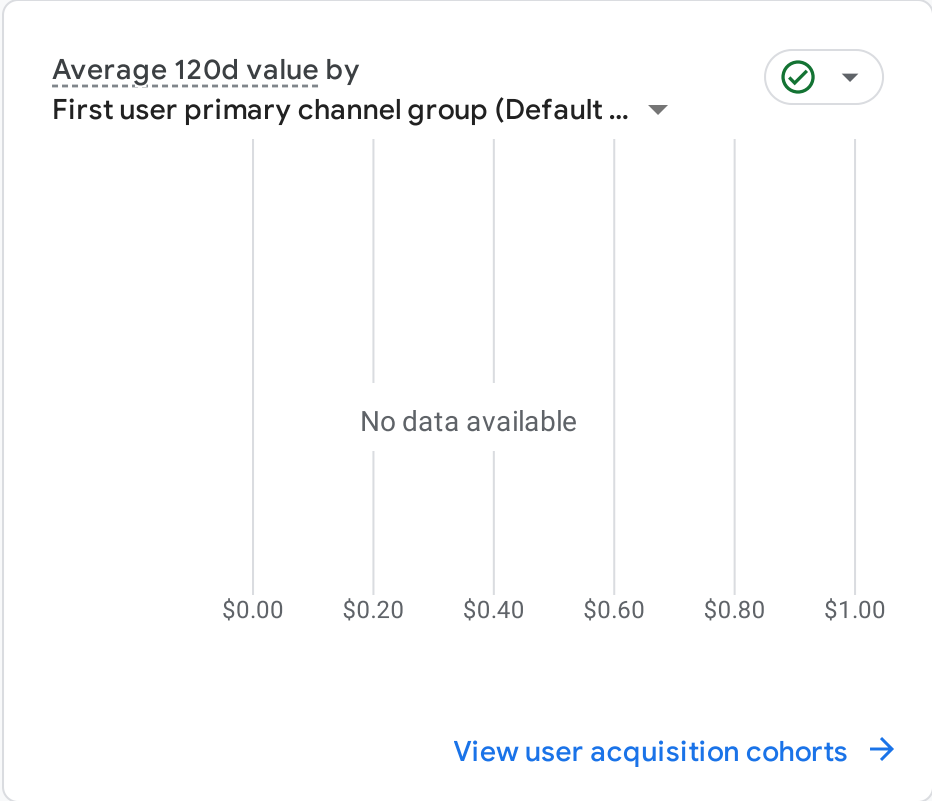 Average 120d value by
First user primary channel group (Default ...
No data available
$0.00 $0.20 $0.40 $0.60 $0.80 $1.00
View user acquisition cohorts